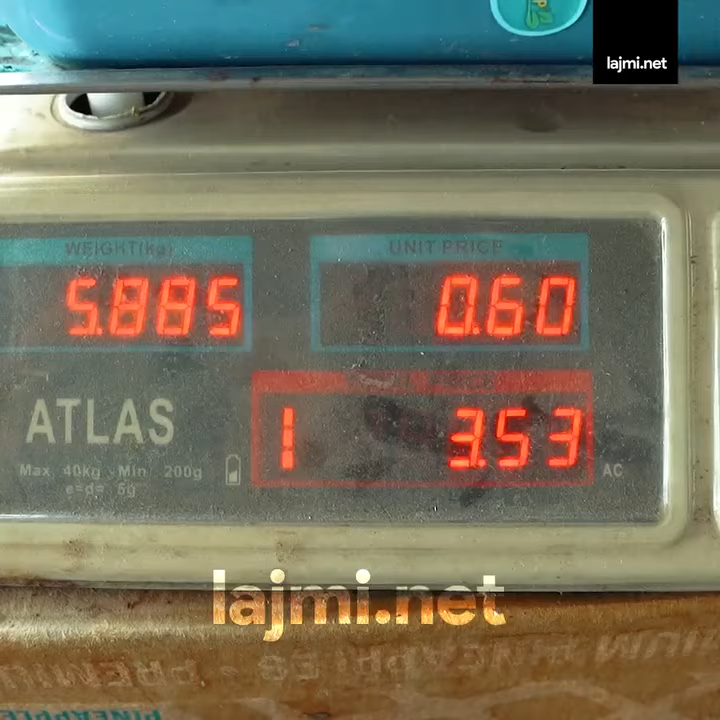 lajmi.net
WEIGHT(kg)
UNIT PRICE
5.885
0.60
ATLAS
1 3.53
Max 40kg Min 200g
e=d= 5g
AC
lajmi.net